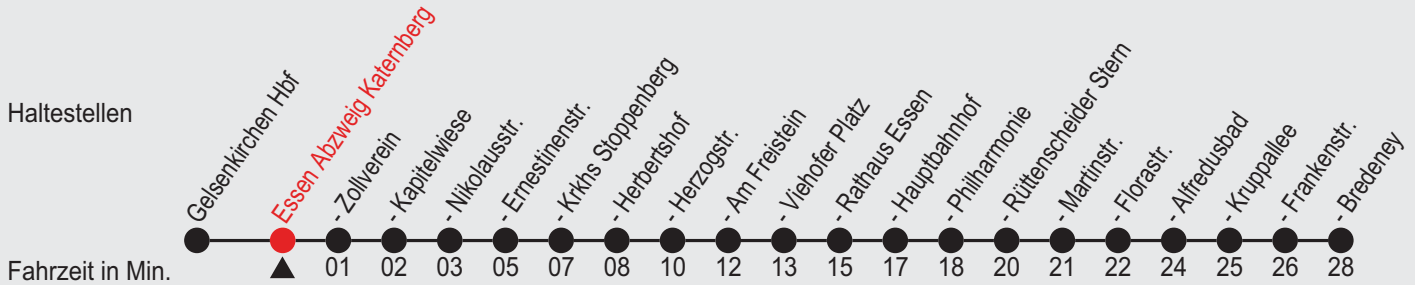 Haltestellen
Gelsenkirchen Hbf
Essen Abzweig Katernberg
- Zollverein
- Kapitelwiese
- Nikolausstr.
- Ernestinenstr.
- Krkhs Stoppenberg
- Herbertshof
- Herzogstr.
- Am Freistein
- Viehofer Platz
- Rathaus Essen
- Hauptbahnhof
- Philharmonie
- Rüttenscheider Stern
- Martinstr.
- Florastr.
- Alfredusbad
- Kruppallee
- Frankenstr.
- Bredeney
Fahrzeit in Min. 01 02 03 05 07 08 10 12 13 15 17 18 20 21 22 24 25 26 28